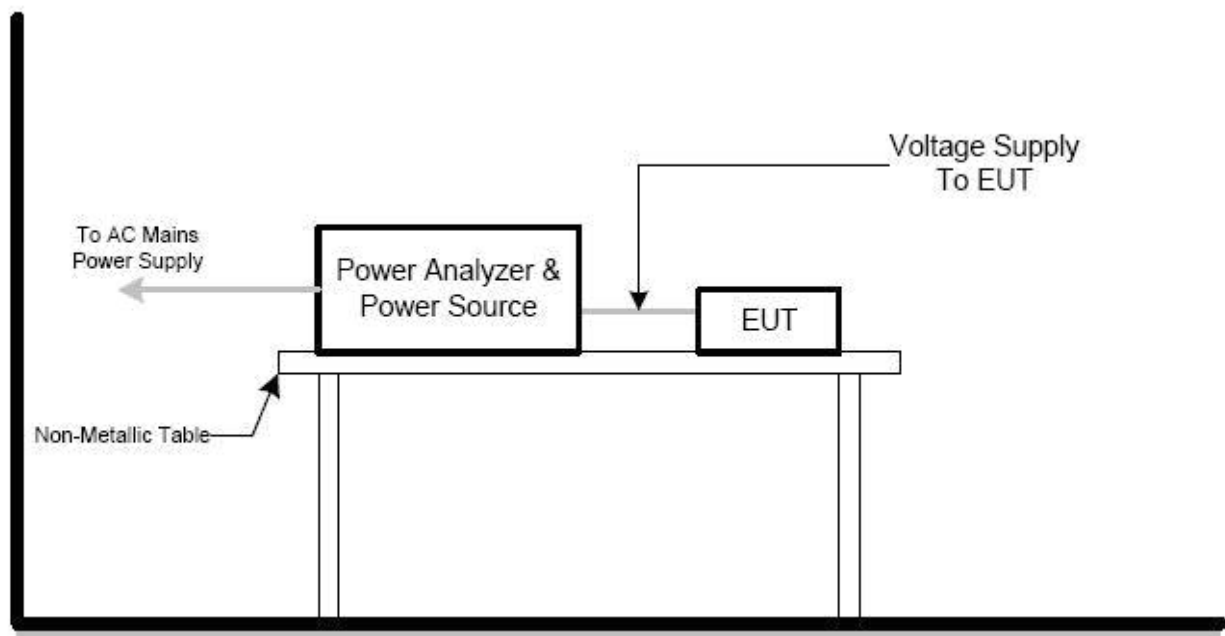 Voltage Supply
To EUT
To AC Mains
Power Supply
Power Analyzer &
Power Source
EUT
Non-Metallic Table